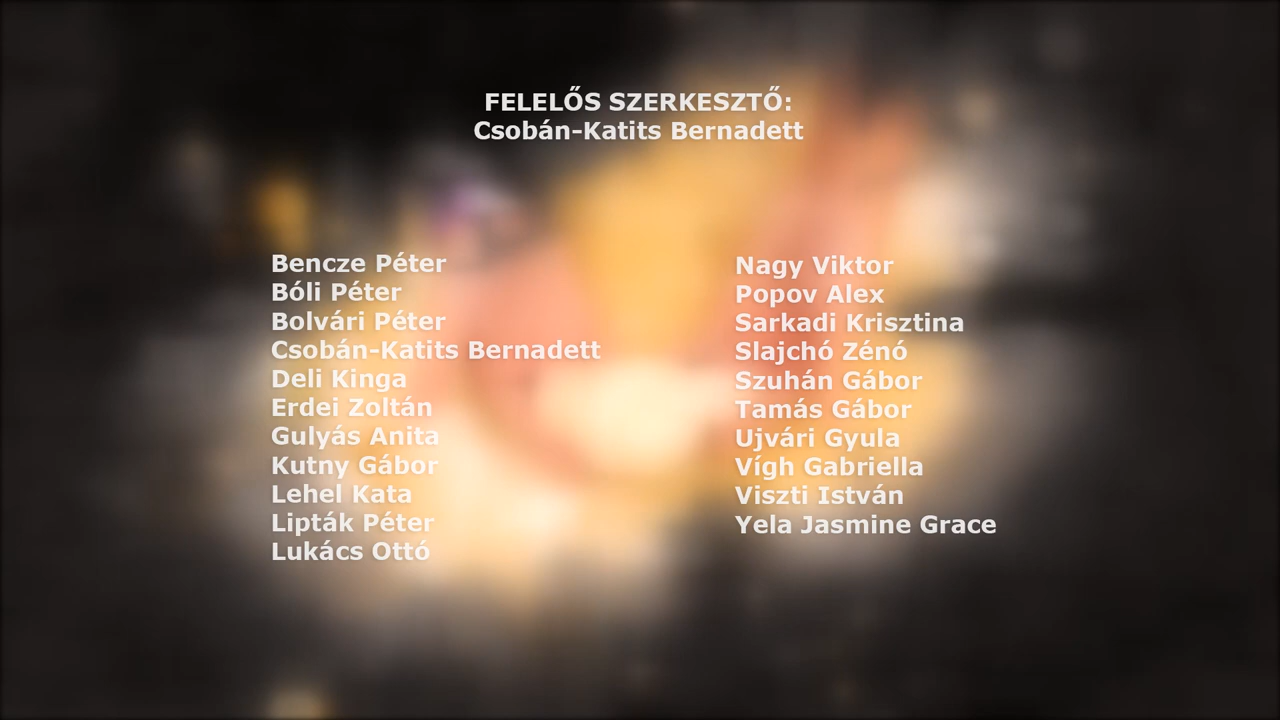 FELELŐS SZERKESZTŐ:
Csobán-Katits Bernadett
Bencze Péter
Bóli Péter
Bolvári Péter
Csobán-Katits Bernadett
Deli Kinga
Erdei Zoltán
Gulyás Anita
Kutny Gábor
Lehel Kata
Lipták Péter
Lukács Ottó
Nagy Viktor
Popov Alex
Sarkadi Krisztina
Slajchó Zénó
Szuhán Gábor
Tamás Gábor
Ujvári Gyula
Vígh Gabriella
Viszti István
Yela Jasmine Grace